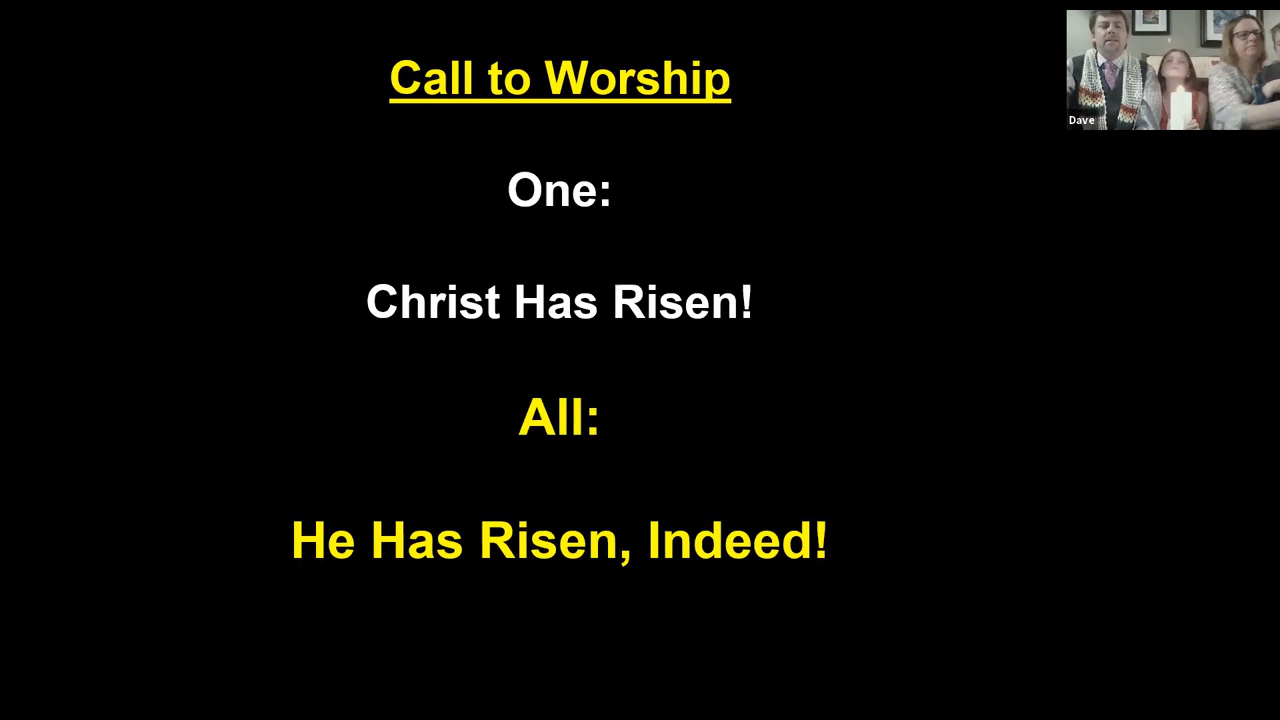 Call to Worship
One:
Christ Has Risen!
All:
He Has Risen, Indeed!
Dave